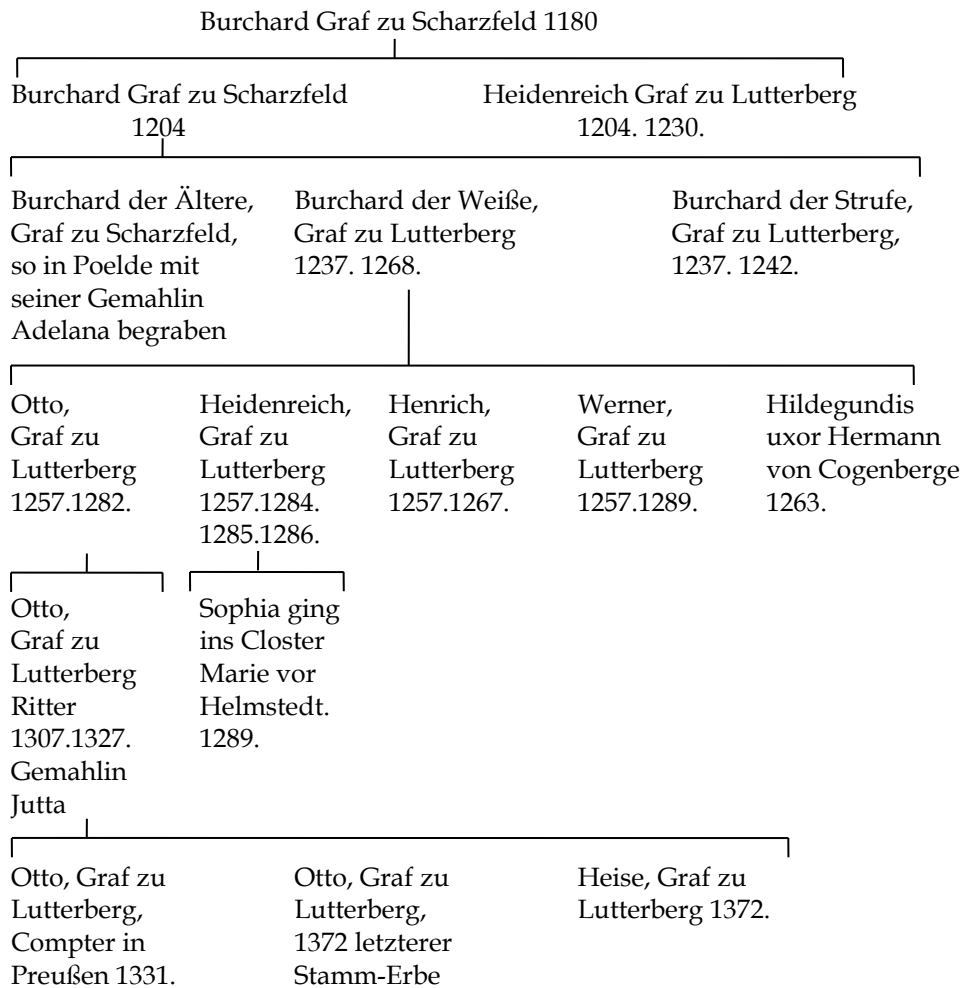 Burchard Graf zu Scharzfeld 1180
Burchard Graf zu Scharzfeld
1204
Heidenreich Graf zu Lutterberg
1204. 1230.
Burchard der Ältere,
Graf zu Scharzfeld,
so in Poelde mit
seiner Gemahlin
Adelana begraben
Burchard der Weiße,
Graf zu Lutterberg
1237. 1268.
Burchard der Strufe,
Graf zu Lutterberg,
1237. 1242.
Otto,
Graf zu
Lutterberg
1257.1282.
Heidenreich,
Graf zu
Lutterberg
1257.1284.
1285.1286.
Henrich,
Graf zu
Lutterberg
1257.1267.
Werner,
Graf zu
Lutterberg
1257.1289.
Hildegundis
uxor Hermann
von Cogenberge
1263.
Otto,
Graf zu
Lutterberg
Ritter
1307.1327.
Gemahlin
Jutta
Sophia ging
ins Closter
Marie vor
Helmstedt.
1289.
Otto, Graf zu
Lutterberg,
Compter in
Preußen 1331.
Otto, Graf zu
Lutterberg,
1372 letzterer
Stamm-Erbe
Heise, Graf zu
Lutterberg 1372.